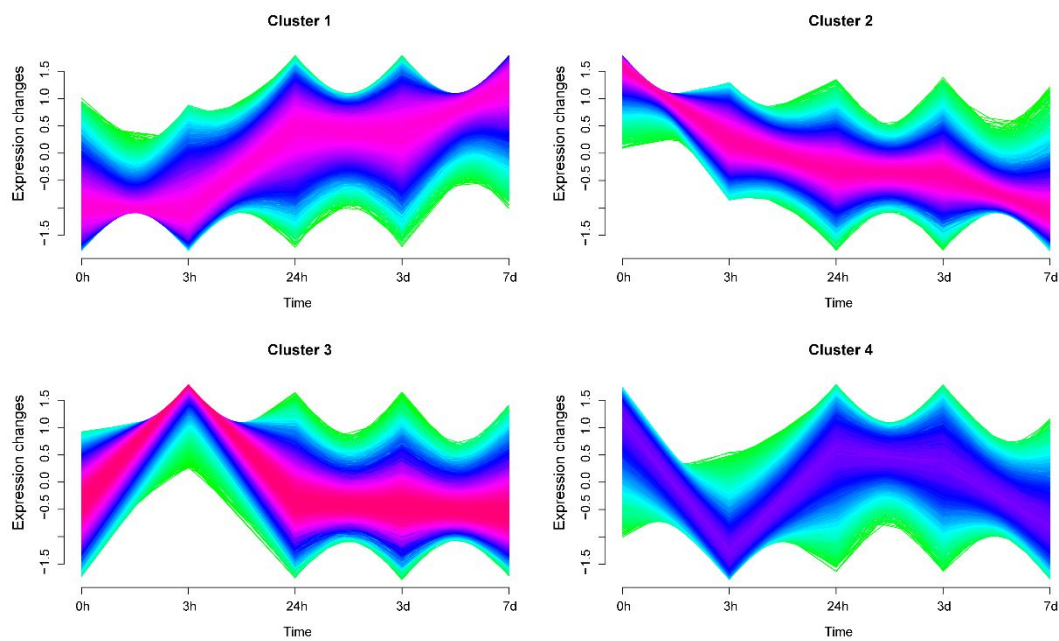 Cluster 1
Expression changes
1.5
1.0
0.5
0.0
−0.5
−1.5
0h
3h
24h
3d
7d
Time
Cluster 2
Expression changes
1.5
1.0
0.5
0.0
−0.5
−1.5
0h
3h
24h
3d
7d
Time
Cluster 3
Expression changes
1.5
1.0
0.5
0.0
−0.5
−1.5
0h
3h
24h
3d
7d
Time
Cluster 4
Expression changes
1.5
1.0
0.5
0.0
−0.5
−1.5
0h
3h
24h
3d
7d
Time